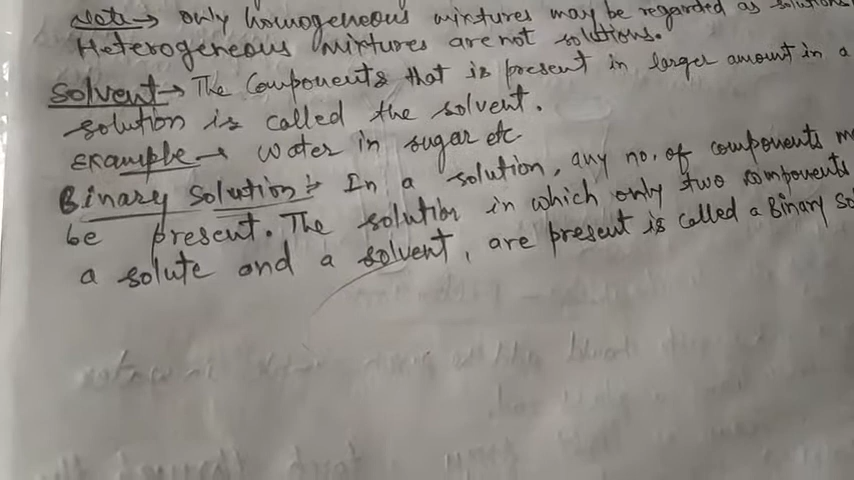 Note → only homogeneous mixtures may be regarded as solutions.
Heterogeneous mixtures are not solutions.
Solvent → The Components that is present in larger amount in a
solution is called the solvent.
Example → Water in sugar etc
Binary Solution :→ In a solution, any no. of components
be present. The solution in which only two components
a solute and a solvent, are present is called a Binary